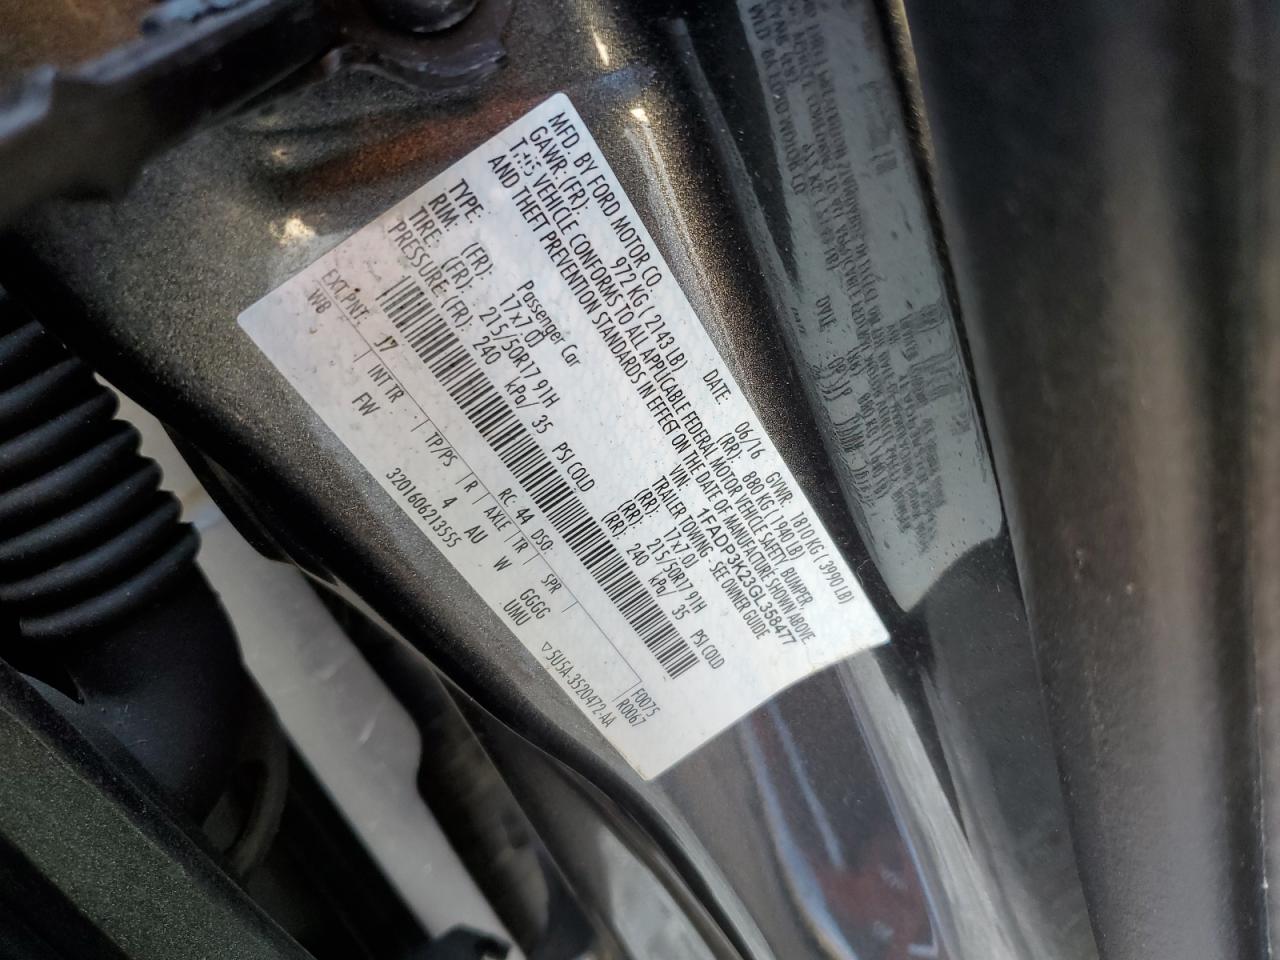 MFD. BY FORD MOTOR CO.
DATE: 06/16 GVWR: 1810 KG ( 3990 LB)
GAWR: (FR): 972 KG ( 2143 LB) (RR): 880 KG ( 1940 LB)
THIS VEHICLE CONFORMS TO ALL APPLICABLE FEDERAL MOTOR VEHICLE SAFETY, BUMPER,
AND THEFT PREVENTION STANDARDS IN EFFECT ON THE DATE OF MANUFACTURE SHOWN ABOVE.
VIN: 1FADP3K23GL358477
TYPE: Passenger Car TRAILER TOWING - SEE OWNER GUIDE
RIM: (FR): 17x7.0J (RR): 17x7.0J
TIRE: (FR): 215/50R17 91H (RR): 215/50R17 91H
PRESSURE: (FR): 240 kPa/ 35 PSI COLD (RR): 240 kPa/ 35 PSI COLD
EXT PNT: J7 RC: 44 DSO: F0075
WB INT TR TP/PS R AXLE TR SPR R0067
FW 4 AU W GGGG
3201606213555 UMU
▽5U5A-3520472-AA